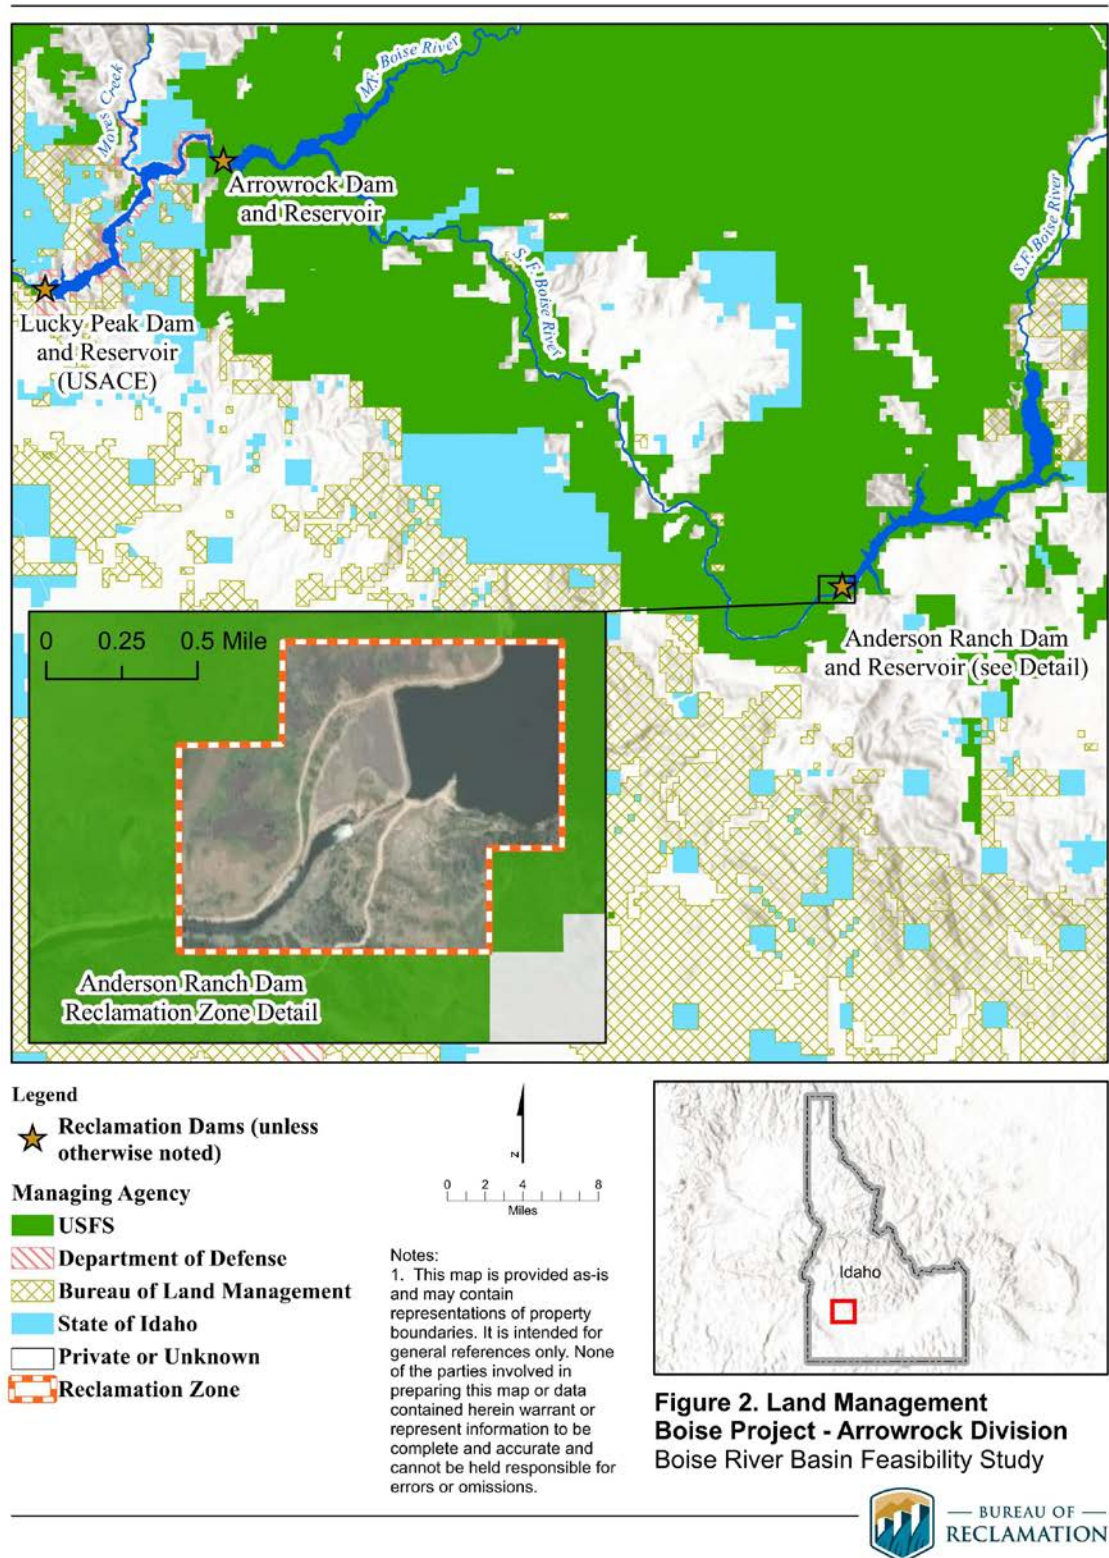 Mores Creek
M.F. Boise River
Arrowrock Dam
and Reservoir
S. F. Boise River
S.F. Boise River
Lucky Peak Dam
and Reservoir
(USACE)
Anderson Ranch Dam
and Reservoir (see Detail)
0 0.25 0.5 Mile
Anderson Ranch Dam
Reclamation Zone Detail
Legend
Reclamation Dams (unless
otherwise noted)
Managing Agency
USFS
Department of Defense
Bureau of Land Management
State of Idaho
Private or Unknown
Reclamation Zone
N
0 2 4 8
Miles
Notes:
1. This map is provided as-is
and may contain
representations of property
boundaries. It is intended for
general references only. None
of the parties involved in
preparing this map or data
contained herein warrant or
represent information to be
complete and accurate and
cannot be held responsible for
errors or omissions.
Idaho
Figure 2. Land Management
Boise Project - Arrowrock Division
Boise River Basin Feasibility Study
BUREAU OF
RECLAMATION